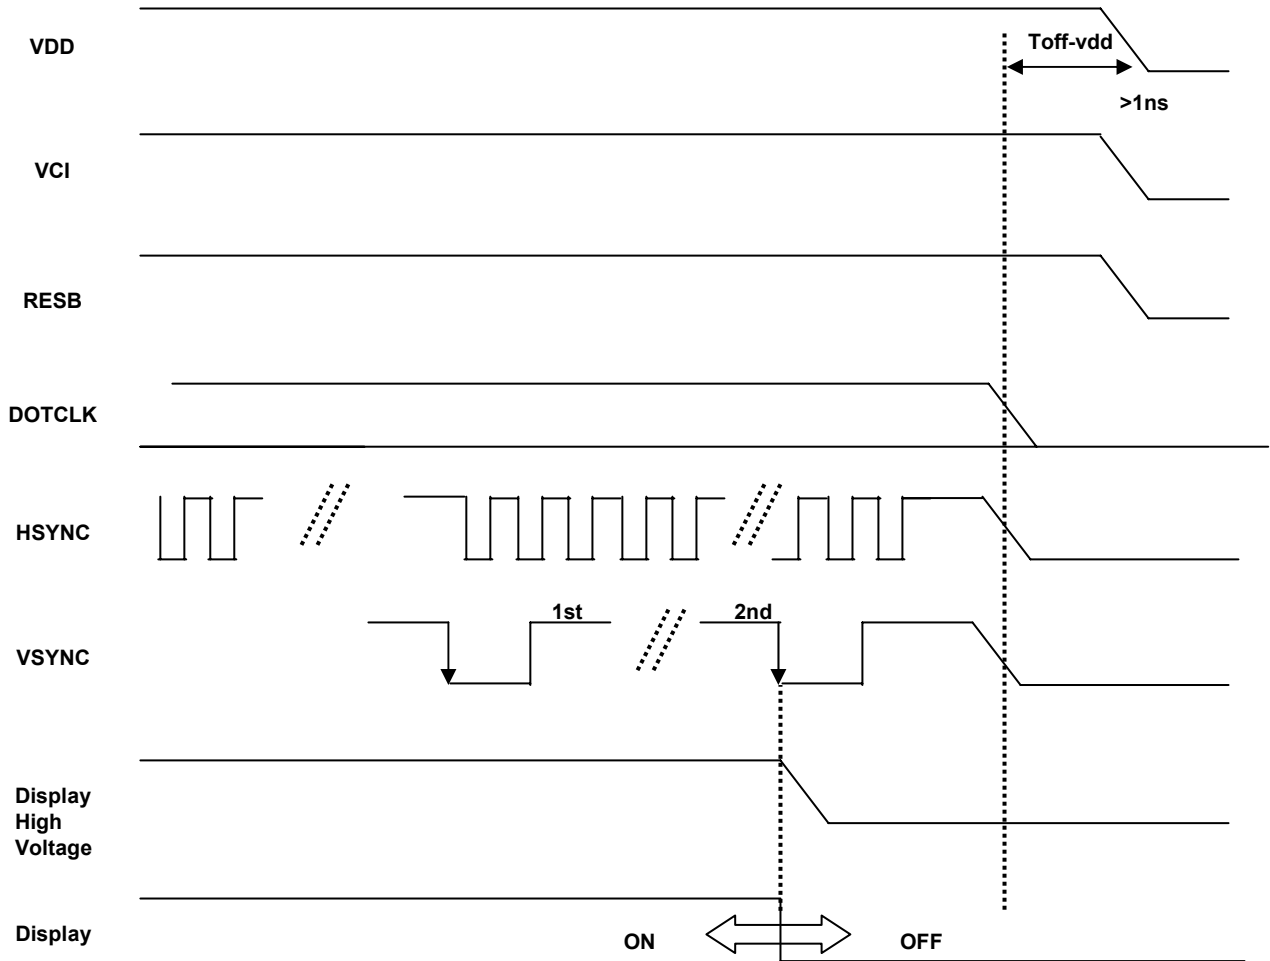 VDD
Toff-vdd
>1ns
VCI
RESB
DOTCLK
HSYNC
1st
2nd
VSYNC
Display
High
Voltage
Display
ON
OFF